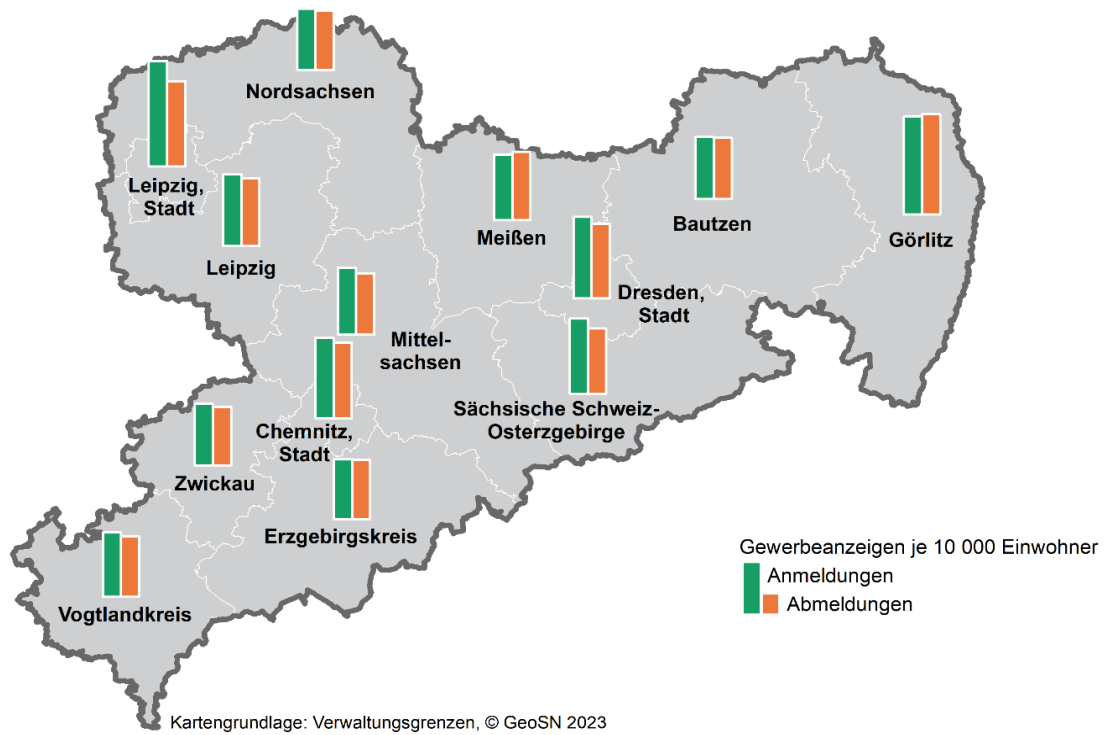 Nordsachsen
Leipzig,
Stadt
Leipzig
Meißen
Bautzen
Görlitz
Dresden,
Stadt
Mittel-
sachsen
Sächsische Schweiz-
Osterzgebirge
Chemnitz,
Stadt
Zwickau
Erzgebirgskreis
Vogtlandkreis
Gewerbeanzeigen je 10 000 Einwohner
Anmeldungen
Abmeldungen
Kartengrundlage: Verwaltungsgrenzen, © GeoSN 2023